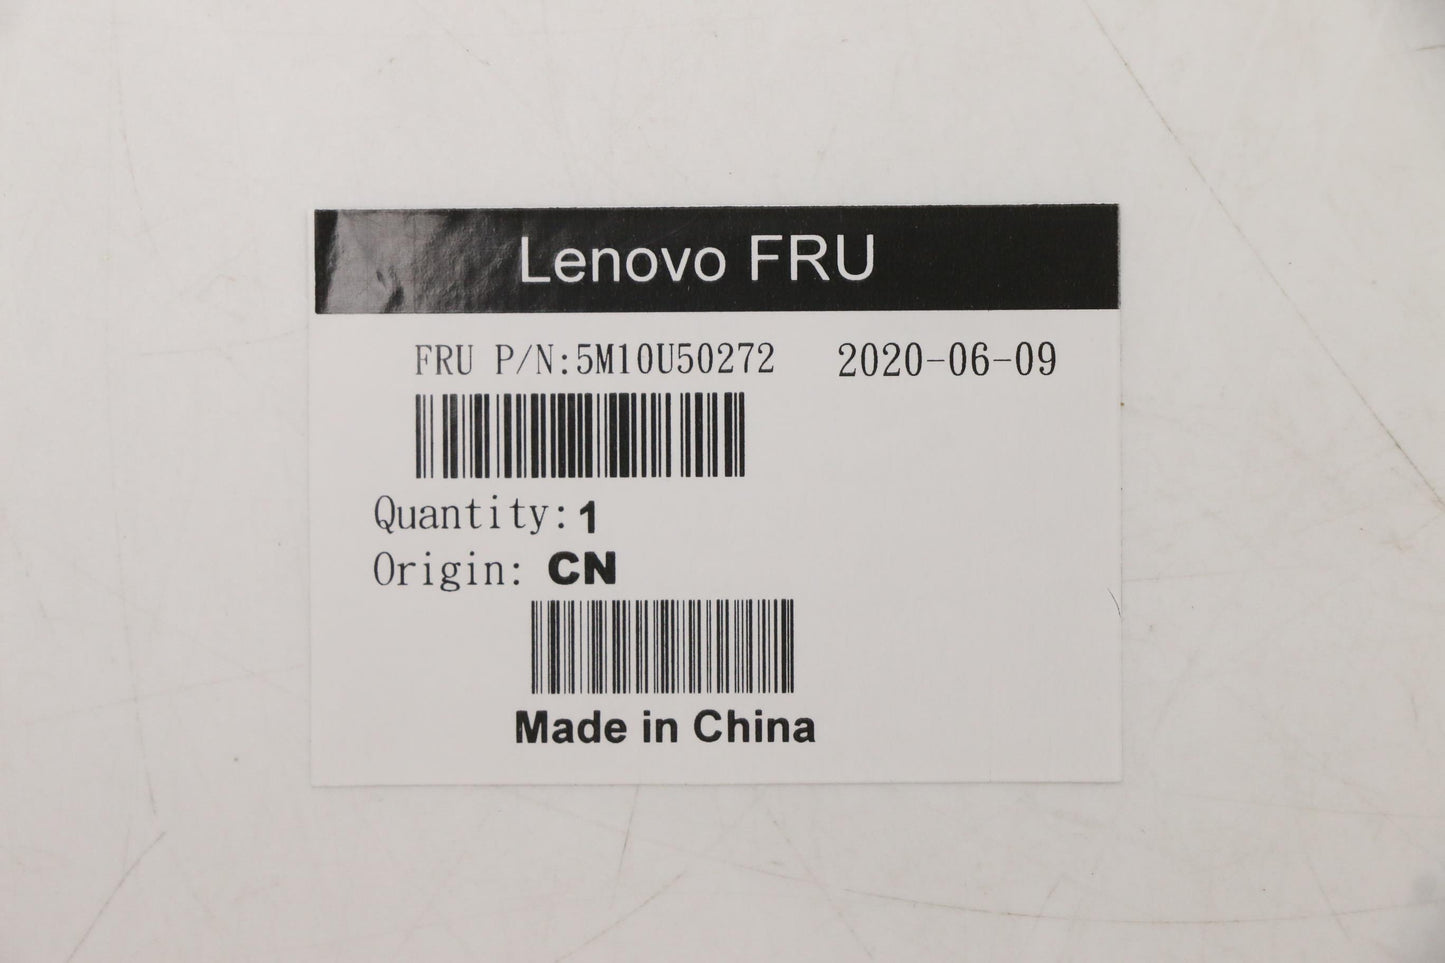 Lenovo FRU
FRU P/N:5M10U50272 2020-06-09
Quantity:1
Origin: CN
Made in China